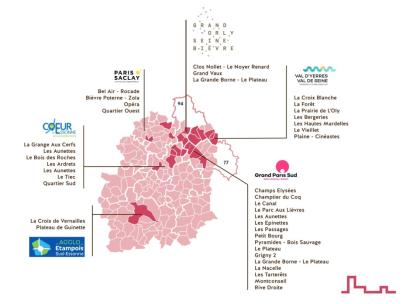 GRAND
ORLY
SEINE
BIÈVRE
Clos Nollet - Le Noyer Renard
Grand Vaux
La Grande Borne - Le Plateau
PARIS
SACLAY
Bel Air - Rocade
Bièvre Poterne - Zola
Opéra
Quartier Ouest
VAL D'YERRES
VAL DE SEINE
La Croix Blanche
La Forêt
La Prairie de L'Oly
Les Bergeries
Les Hautes Mardelles
Le Vieillet
Plaine - Cinéastes
94
77
CŒUR
ESSONNE
La Grange Aux Cerfs
Les Aunettes
Le Bois des Roches
Les Ardrets
Les Aunettes
Le Tiec
Quartier Sud
Grand Paris Sud
Champs Elysées
Champtier du Coq
Le Canal
Le Parc Aux Lièvres
Les Aunettes
Les Epinettes
Les Passages
Petit Bourg
Pyramides - Bois Sauvage
Le Plateau
Grigny 2
La Grande Borne - Le Plateau
La Nacelle
Les Tarterêts
Montconseil
Rive Droite
La Croix de Vernailles
Plateau de Guinette
AGGLO
Étampois
Sud-Essonne